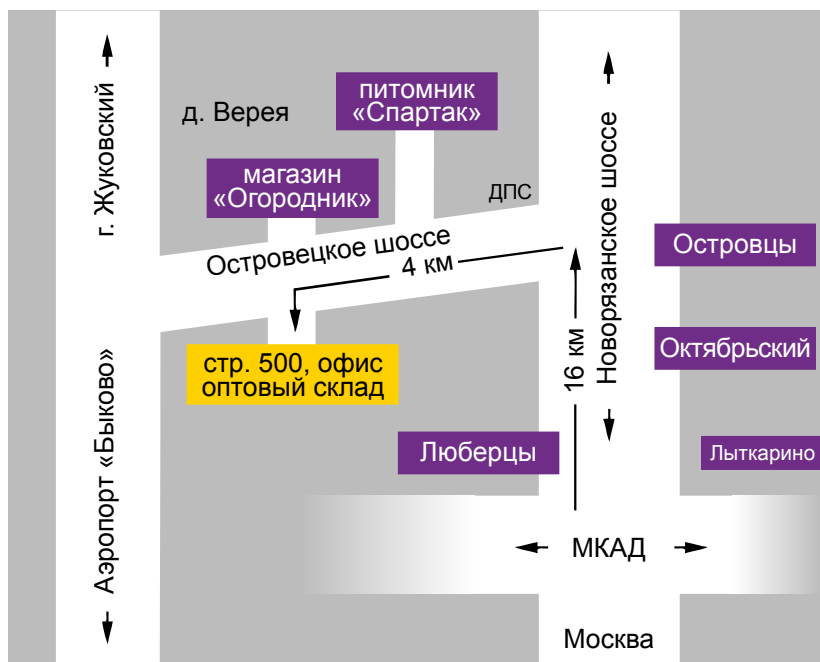 питомник
«Спартак»
д. Верея
магазин
«Огородник»
ДПС
г. Жуковский
Островецкое шоссе
4 км
Новорязанское шоссе
16 км
Островцы
Октябрьский
стр. 500, офис
оптовый склад
Аэропорт «Быково»
Люберцы
Лыткарино
МКАД
Москва